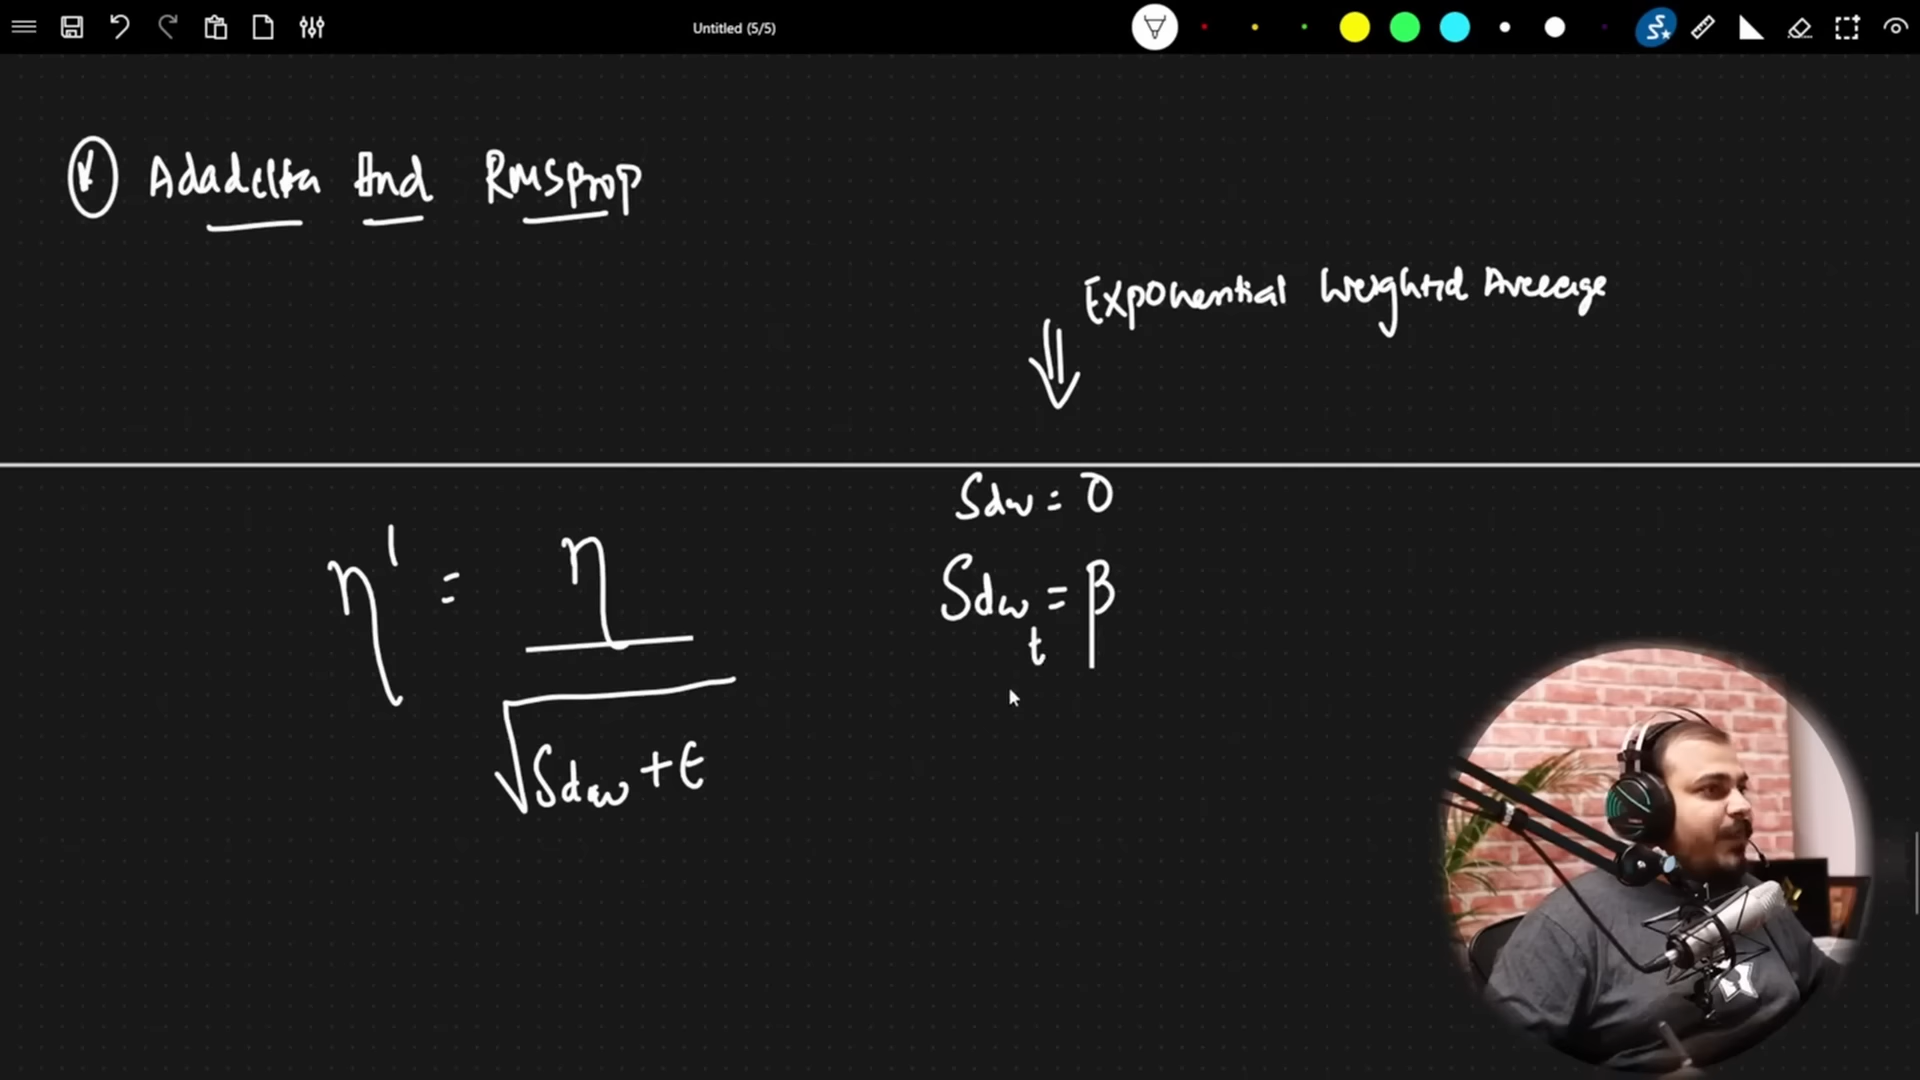 Untitled (5/5)
Adadelta And RMSprop
Exponential Weighted Average
Sdw = 0
η' = η / √(Sdw + ε)
Sdw_t = β